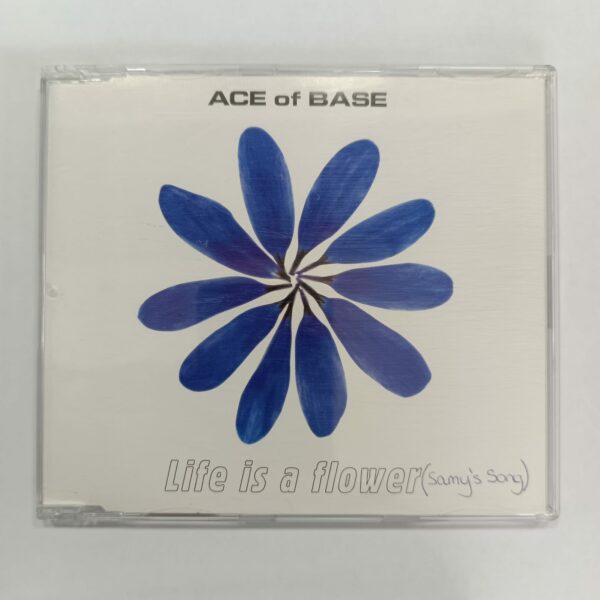 ACE of BASE
Life is a flower (Samy's Song)